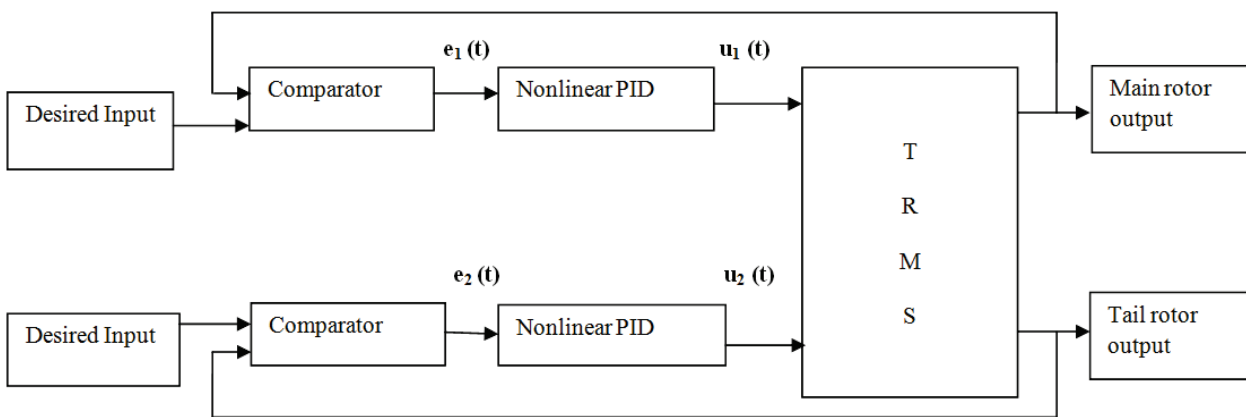 e1 (t)
u1 (t)
Desired Input
Comparator
Nonlinear PID
T
R
M
S
Main rotor
output
e2 (t)
u2 (t)
Desired Input
Comparator
Nonlinear PID
Tail rotor
output